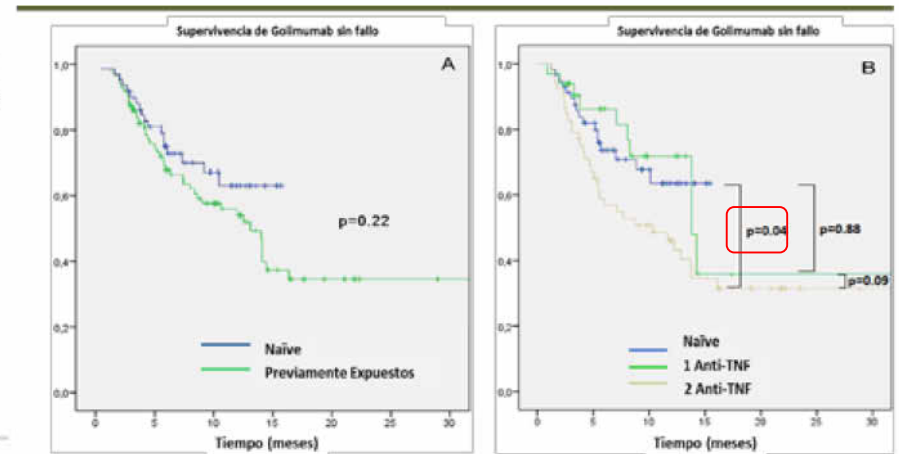 Supervivencia de Golimumab sin fallo
A
1,0
0,8
0,6
0,4
0,2
0,0
p=0.22
Naïve
Previamente Expuestos
0 5 10 15 20 25 30
Tiempo (meses)
Supervivencia de Golimumab sin fallo
B
1,0
0,8
0,6
0,4
0,2
0,0
p=0.04
p=0.88
p=0.09
Naïve
1 Anti-TNF
2 Anti-TNF
0 5 10 15 20 25 30
Tiempo (meses)